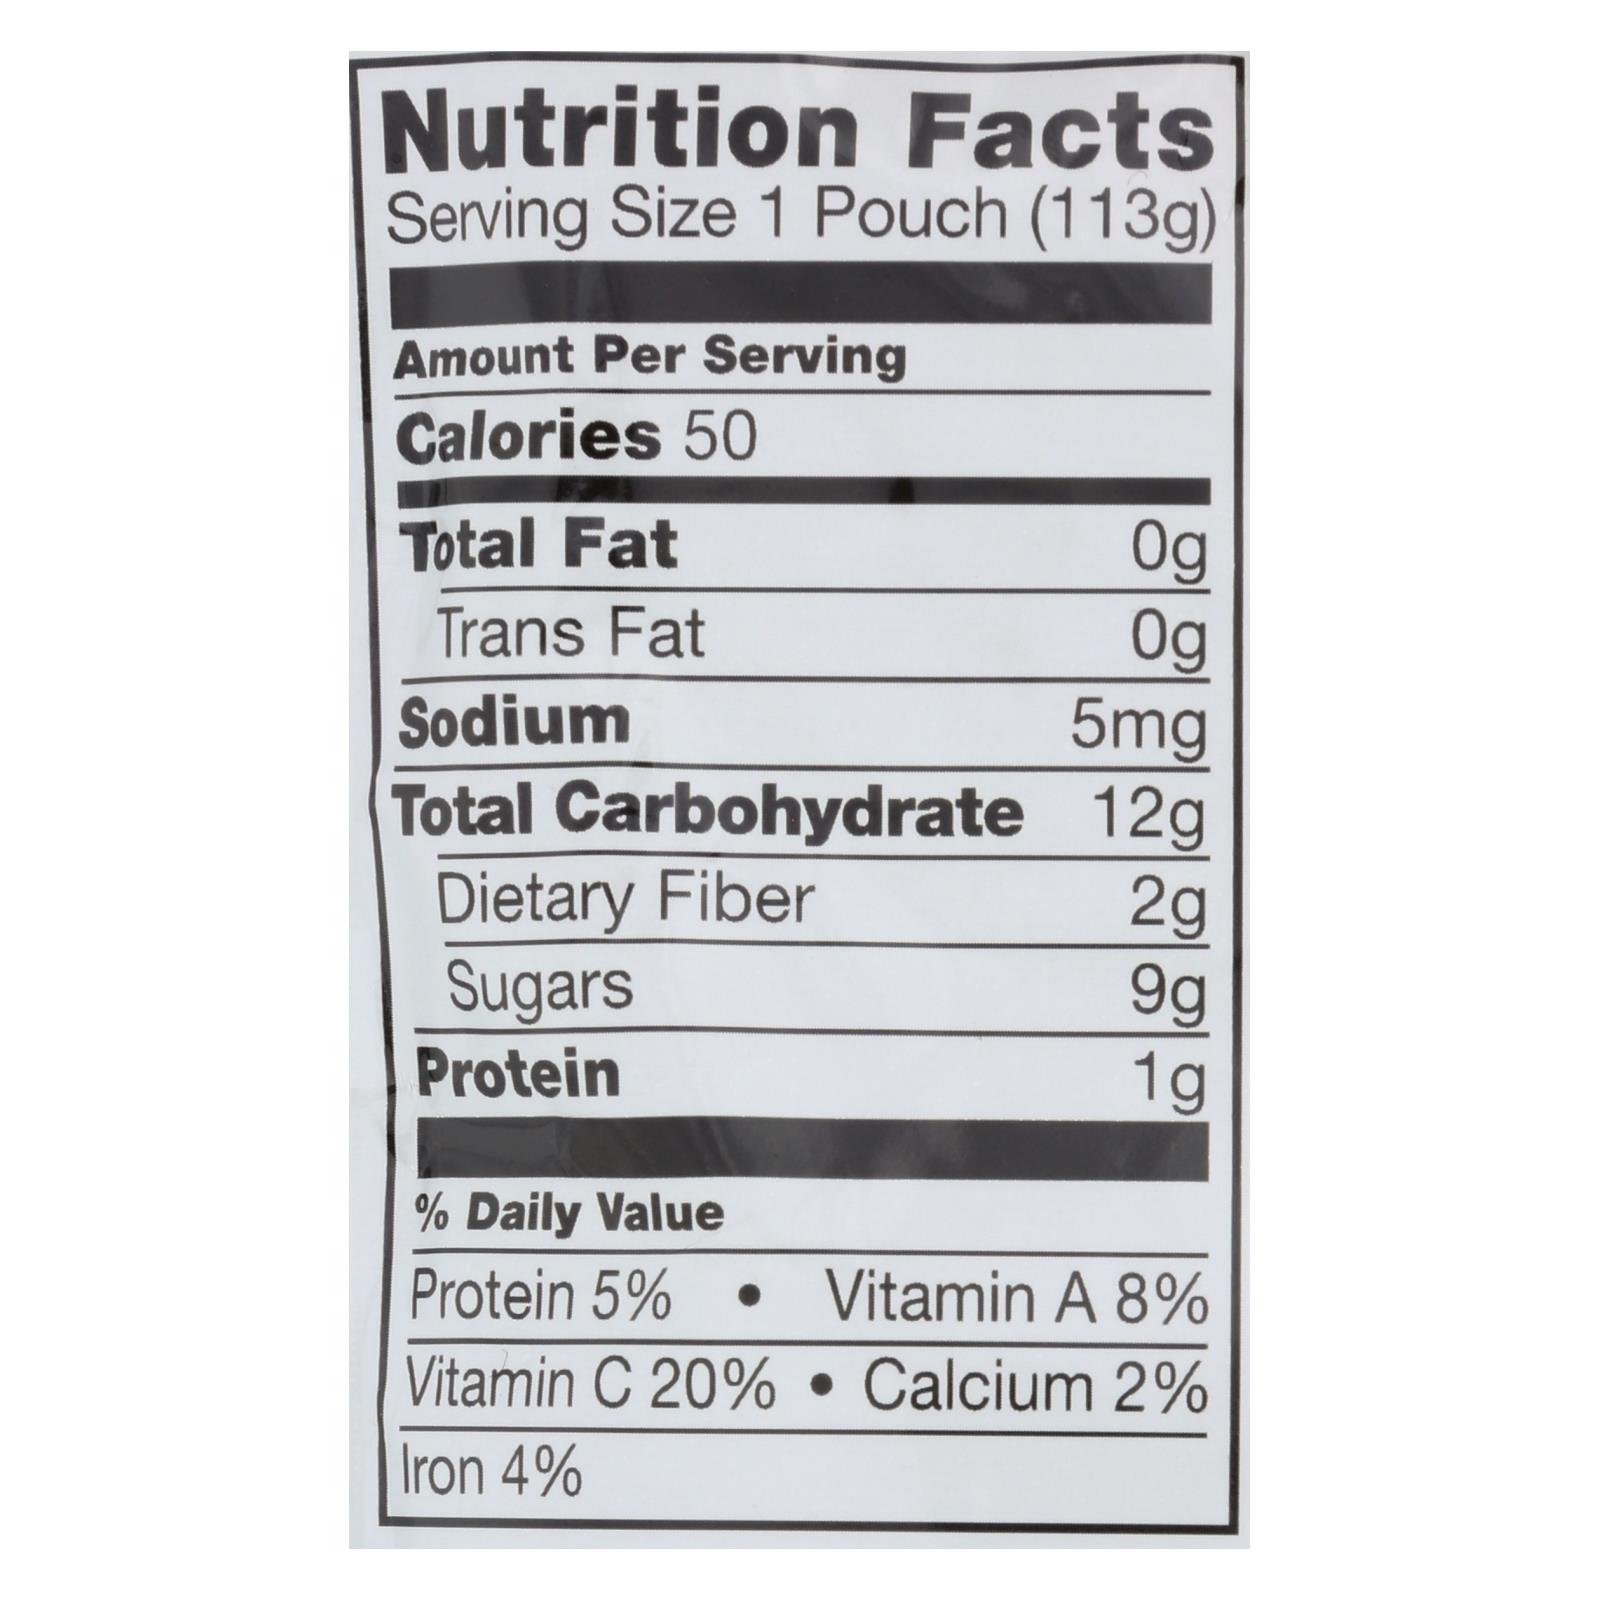 Nutrition Facts
Serving Size 1 Pouch (113g)
Amount Per Serving
Calories 50
Total Fat 0g
Trans Fat 0g
Sodium 5mg
Total Carbohydrate 12g
Dietary Fiber 2g
Sugars 9g
Protein 1g
% Daily Value
Protein 5% • Vitamin A 8%
Vitamin C 20% • Calcium 2%
Iron 4%